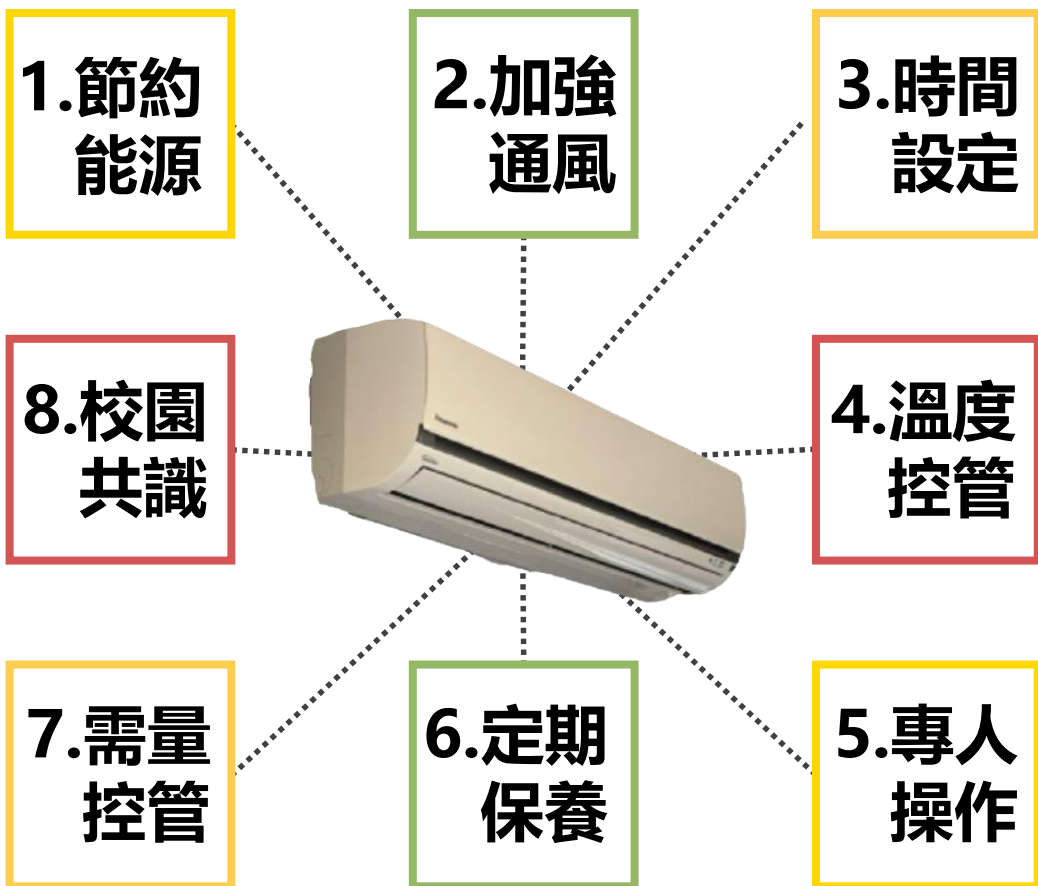 1.節約
能源
2.加強
通風
3.時間
設定
4.溫度
控管
5.專人
操作
6.定期
保養
7.需量
控管
8.校園
共識